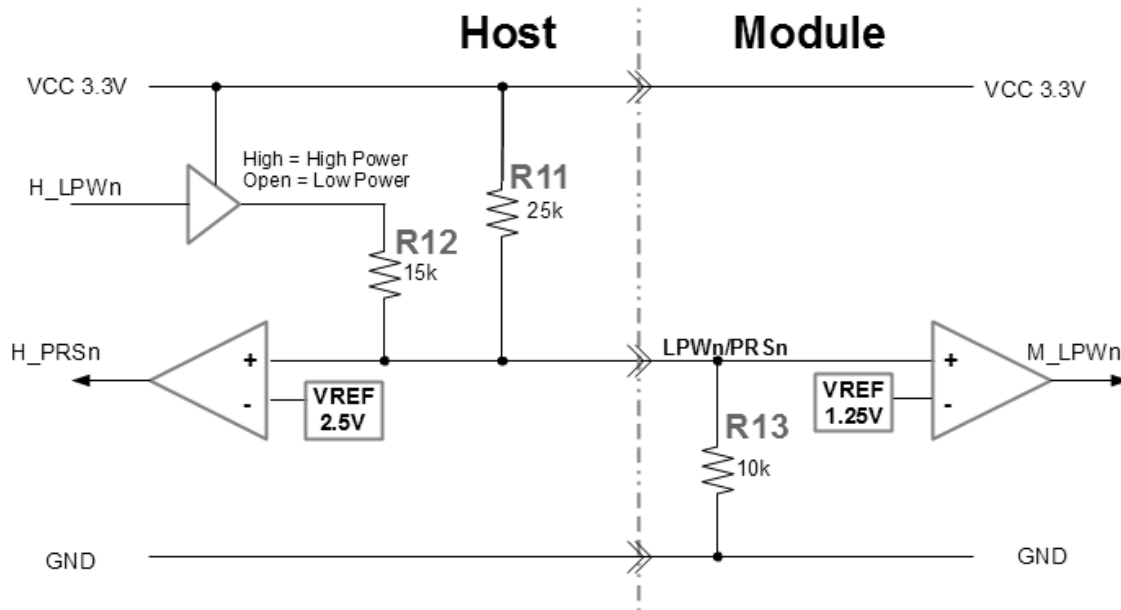 Host
Module
VCC 3.3V
VCC 3.3V
High = High Power
Open = Low Power
H_LPWn
R11
25k
R12
15k
H_PRSn
LPWn/PRSn
M_LPWn
+
+
-
-
VREF
2.5V
VREF
1.25V
R13
10k
GND
GND